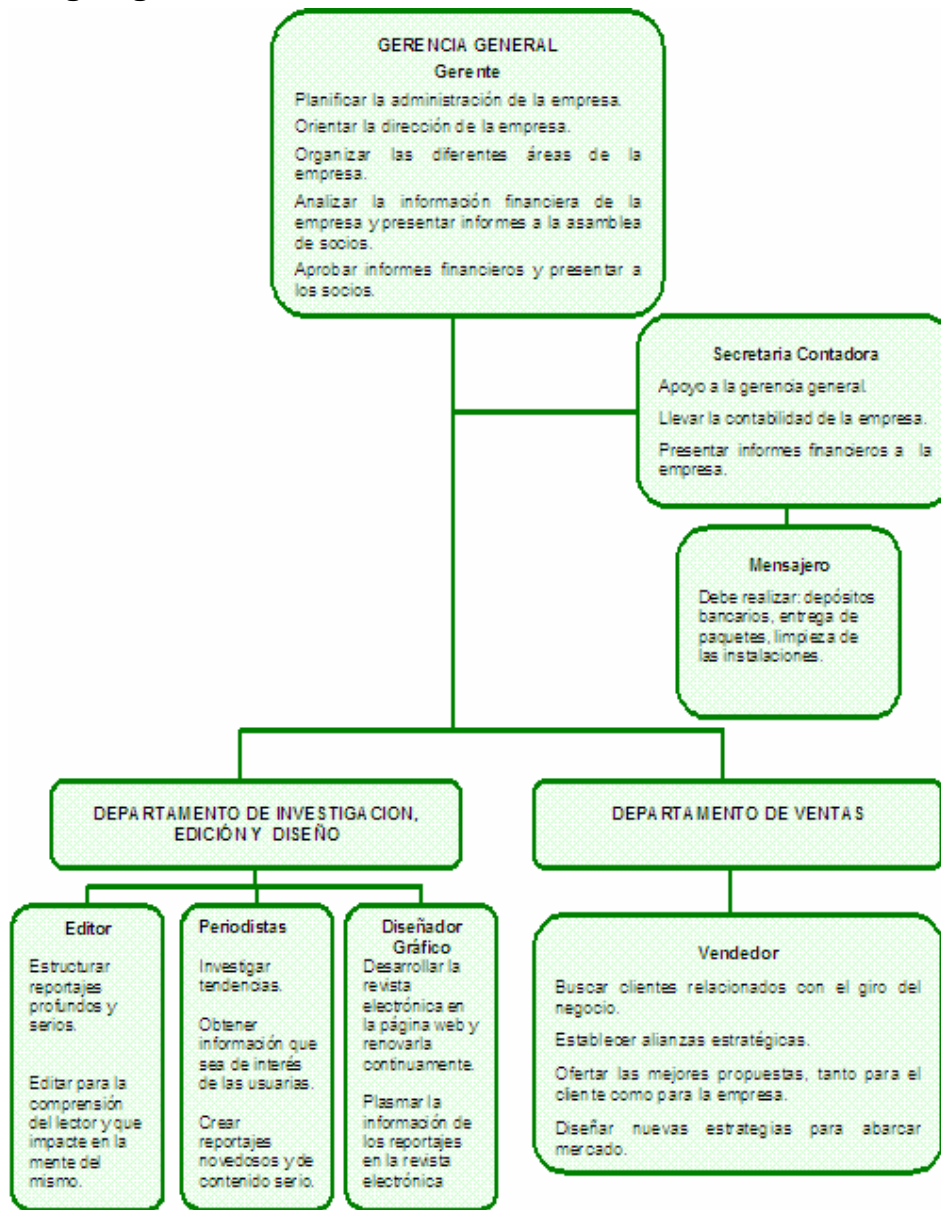 GERENCIA GENERAL
Gerente
Planificar la administración de la empresa.
Orientar la dirección de la empresa.
Organizar las diferentes áreas de la
empresa.
Analizar la información financiera de la
empresa y presentar informes a la asamblea
de socios.
Aprobar informes financieros y presentar a
los socios.
Secretaria Contadora
Apoyo a la gerencia general.
Llevar la contabilidad de la empresa.
Presentar informes financieros a la
empresa.
Mensajero
Debe realizar: depósitos
bancarios, entrega de
paquetes, limpieza de
las instalaciones.
DEPARTAMENTO DE INVESTIGACION,
EDICIÓN Y DISEÑO
DEPARTAMENTO DE VENTAS
Editor
Estructurar
reportajes
profundos y
serios.
Editar para la
comprensión
del lector y que
impacte en la
mente del
mismo.
Periodistas
Investigar
tendencias.
Obtener
información que
sea de interés
de las usuarias.
Crear
reportajes
novedosos y de
contenido serio.
Diseñador
Gráfico
Desarrollar la
revista
electrónica en
la página web y
renovarla
continuamente.
Plasmar la
información de
los reportajes
en la revista
electrónica
Vendedor
Buscar clientes relacionados con el giro del
negocio.
Establecer alianzas estratégicas.
Ofertar las mejores propuestas, tanto para el
cliente como para la empresa.
Diseñar nuevas estrategias para abarcar
mercado.